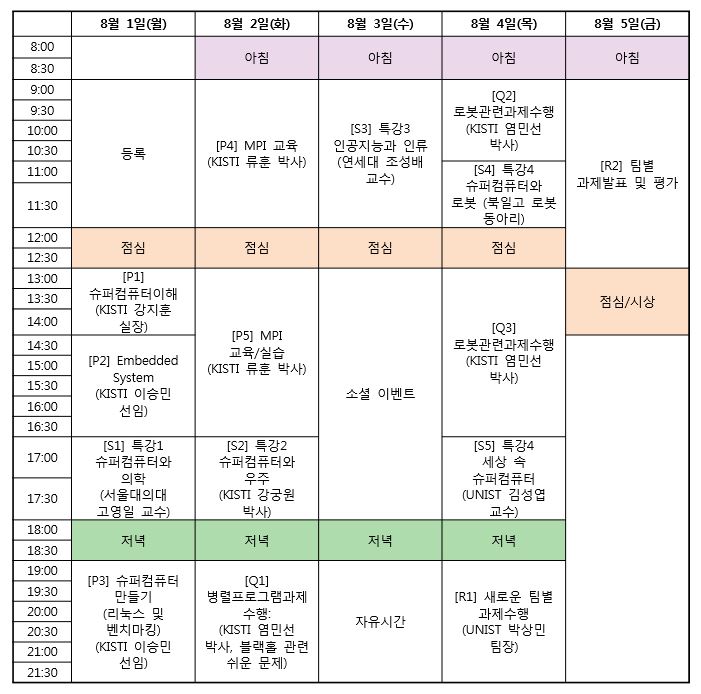 8월 1일(월) 8월 2일(화) 8월 3일(수) 8월 4일(목) 8월 5일(금)
8:00
8:30
아침
아침
아침
아침
9:00
9:30
10:00
10:30
11:00
11:30
등록
[P4] MPI 교육
(KISTI 류훈 박사)
[S3] 특강3
인공지능과 인류
(연세대 조성배
교수)
[Q2]
로봇관련과제수행
(KISTI 염민선
박사)
[S4] 특강4
슈퍼컴퓨터와
로봇 (북일고 로봇
동아리)
[R2] 팀별
과제발표 및 평가
12:00
12:30
점심
점심
점심
점심
13:00
13:30
14:00
14:30
15:00
15:30
16:00
16:30
[P1]
슈퍼컴퓨터이해
(KISTI 강지훈
실장)
[P2] Embedded
System
(KISTI 이승민
선임)
[P5] MPI
교육/실습
(KISTI 류훈 박사)
소셜 이벤트
[Q3]
로봇관련과제수행
(KISTI 염민선
박사)
점심/시상
17:00
17:30
[S1] 특강1
슈퍼컴퓨터와
의학
(서울대의대
고영일 교수)
[S2] 특강2
슈퍼컴퓨터와
우주
(KISTI 강궁원
박사)
[S5] 특강4
세상 속
슈퍼컴퓨터
(UNIST 김성엽
교수)
18:00
18:30
저녁
저녁
저녁
저녁
19:00
19:30
20:00
20:30
21:00
21:30
[P3] 슈퍼컴퓨터
만들기
(리눅스 및
벤치마킹)
(KISTI 이승민
선임)
[Q1]
병렬프로그램과제
수행:
(KISTI 염민선
박사, 블랙홀 관련
쉬운 문제)
자유시간
[R1] 새로운 팀별
과제수행
(UNIST 박상민
팀장)